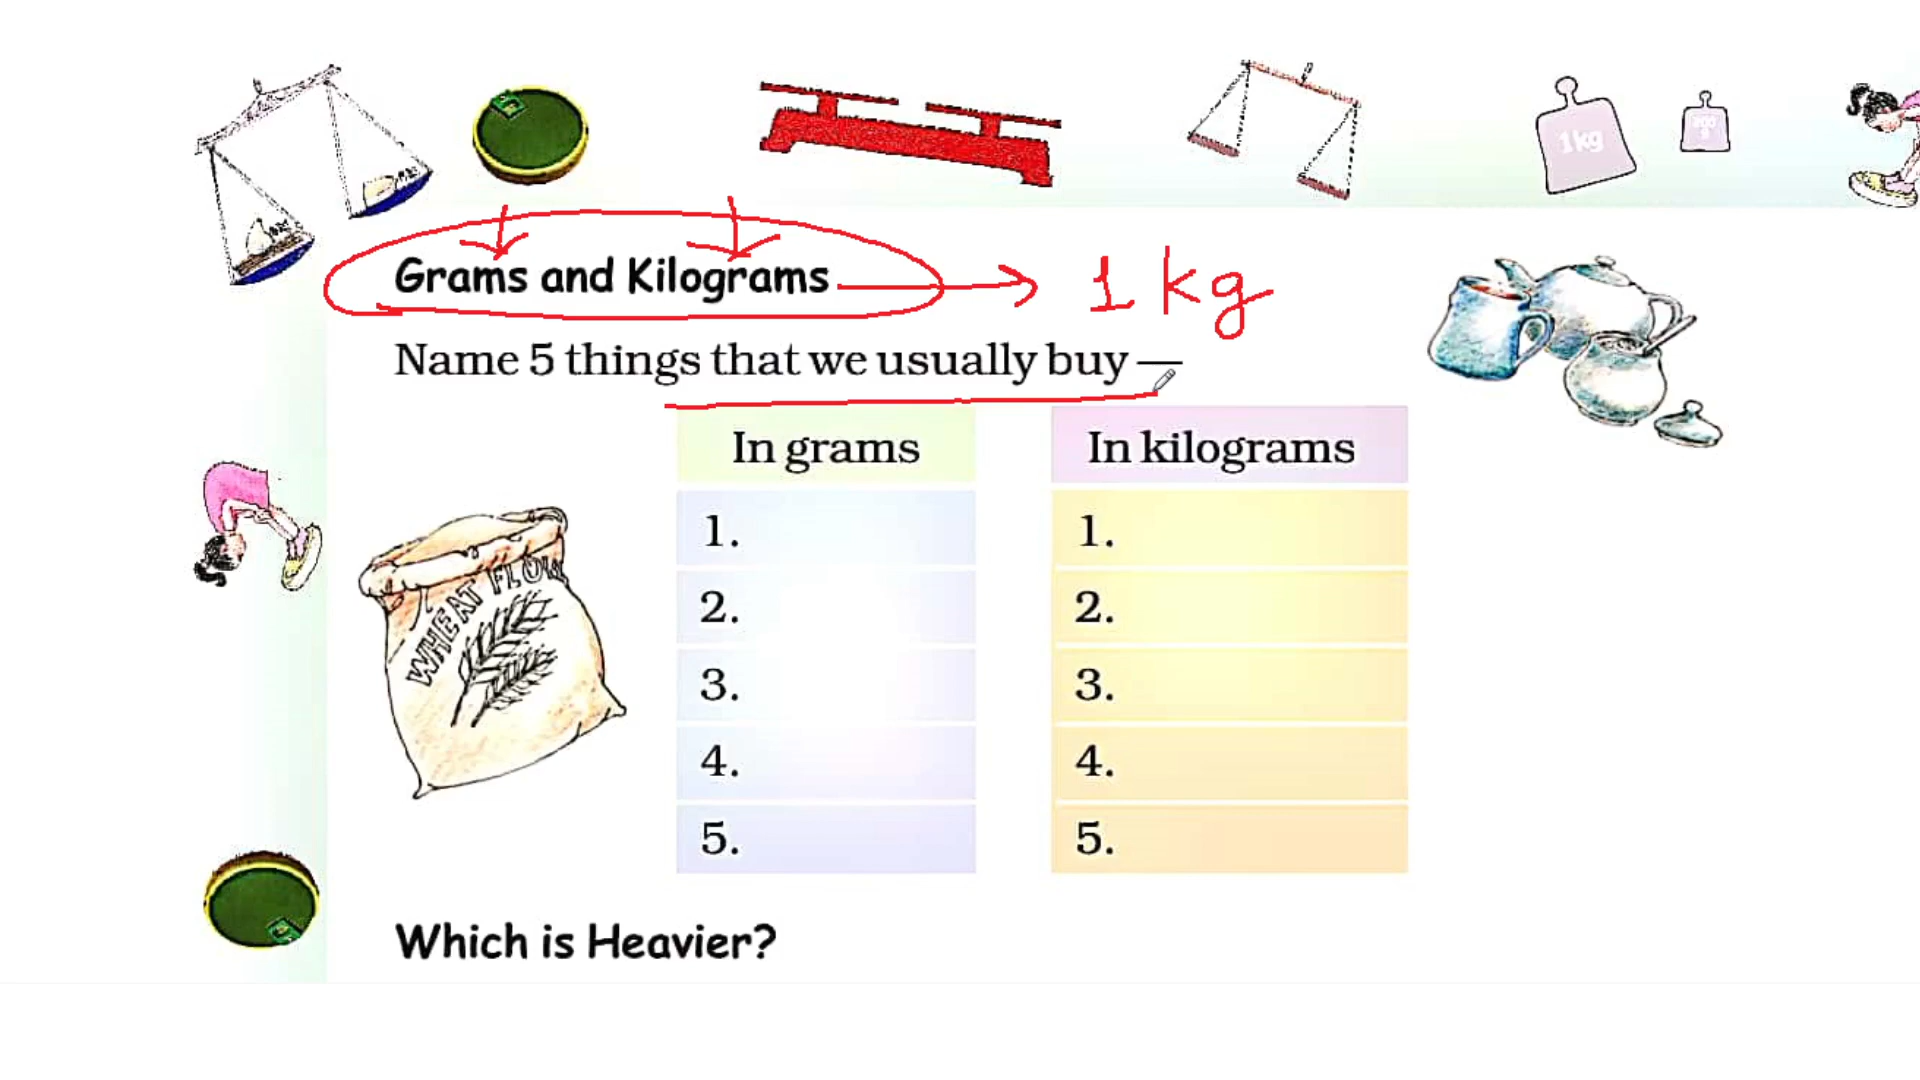 1kg
Grams and Kilograms
1 kg
Name 5 things that we usually buy —
In grams
In kilograms
1.
1.
2.
2.
3.
3.
4.
4.
5.
5.
WHEAT FLOUR
Which is Heavier?